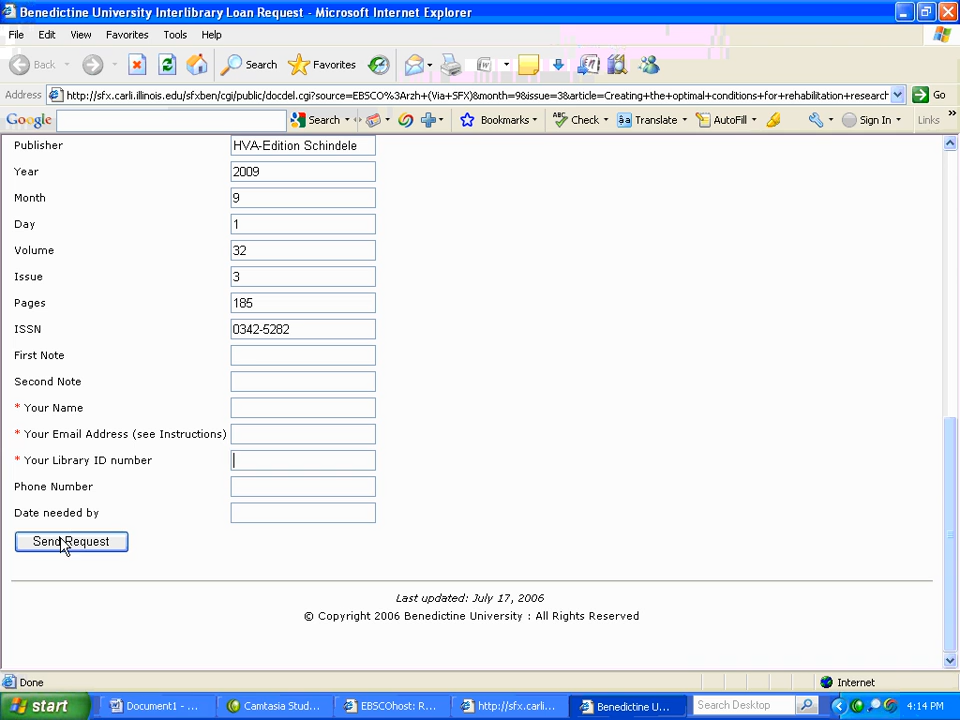 Benedictine University Interlibrary Loan Request - Microsoft Internet Explorer
File Edit View Favorites Tools Help
Back Search Favorites
Address http://sfx.carli.illinois.edu/sfxben/cgi/public/docdel.cgi?source=EBSCO%3Arzh+(Via+SFX)&month=9&issue=3&article=Creating+the+optimal+conditions+for+rehabilitation+research Go
Google Search Bookmarks Check Translate AutoFill Sign In Links
Publisher HVA-Edition Schindele
Year 2009
Month 9
Day 1
Volume 32
Issue 3
Pages 185
ISSN 0342-5282
First Note
Second Note
* Your Name
* Your Email Address (see Instructions)
* Your Library ID number
Phone Number
Date needed by
Send Request
Last updated: July 17, 2006
© Copyright 2006 Benedictine University : All Rights Reserved
Done Internet
start Document1 - ... Camtasia Stud... EBSCOhost: R... http://sfx.carli.... Benedictine U... Search Desktop 4:14 PM